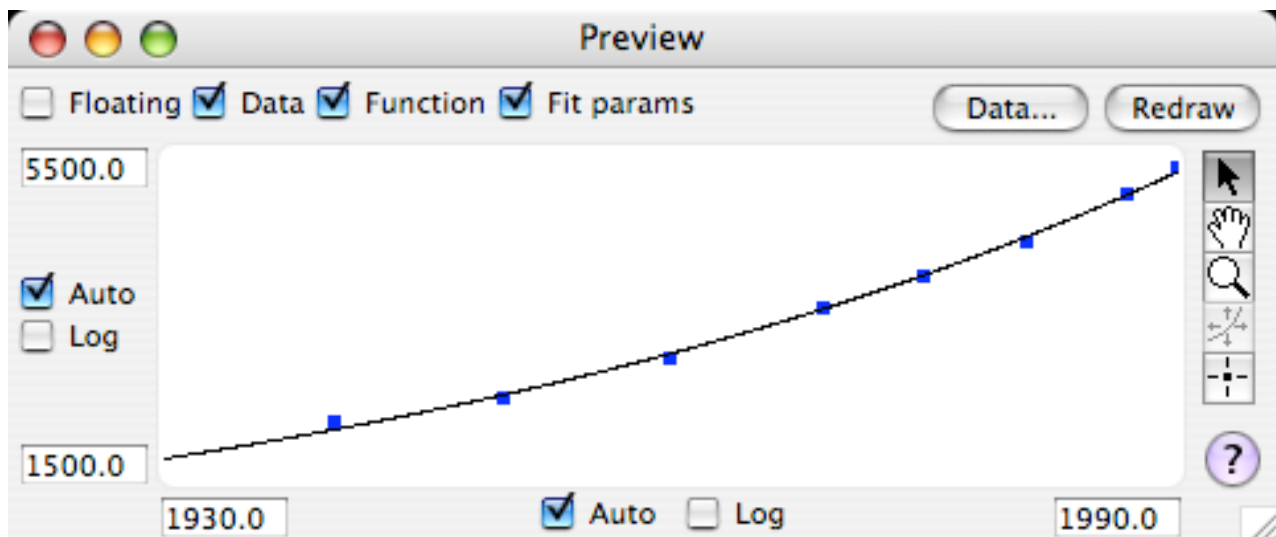 Preview
Floating Data Function Fit params Data... Redraw
5500.0
Auto
Log
1500.0
?
1930.0 Auto Log 1990.0